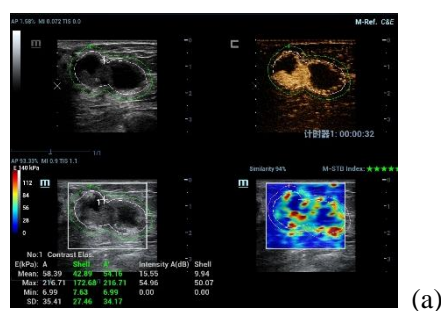 AP 1.58% MI 0.072 TIS 0.0
M-Ref. C&E
m
计时器1: 00:00:32
AP 93.33% MI 0.9 TIS 1.1
Similarity 94%
M-STB Index: ★★★★
E 140 kPa
m
m
112
84
56
28
0
No:1 Contrast Elas.
E(kPa): A Shell Intensity A(dB) Shell
Mean: 58.39 42.89 54.16 15.55 9.94
Max: 216.71 172.68 216.71 54.96 50.07
Min: 6.99 7.63 6.99 0.00 0.00
SD: 35.41 27.46 34.17
(a)